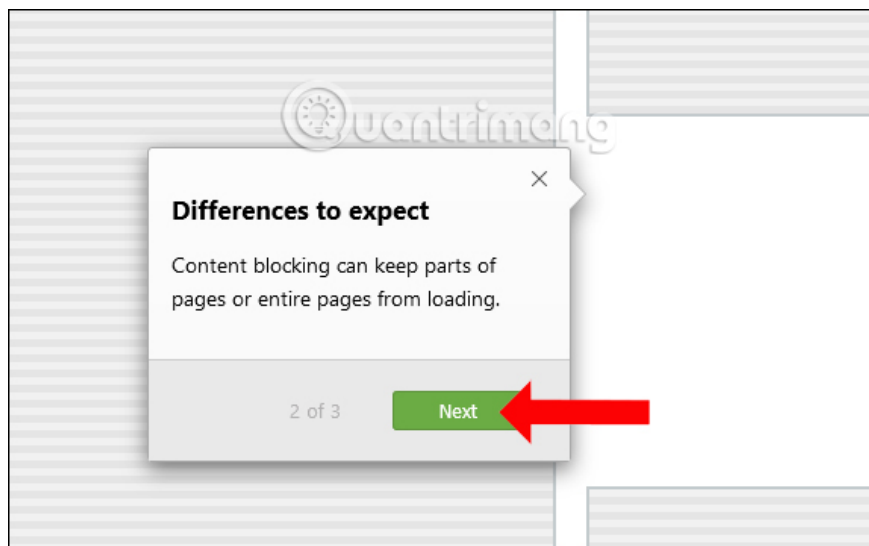 Quantrimang
Differences to expect
Content blocking can keep parts of
pages or entire pages from loading.
2 of 3
Next